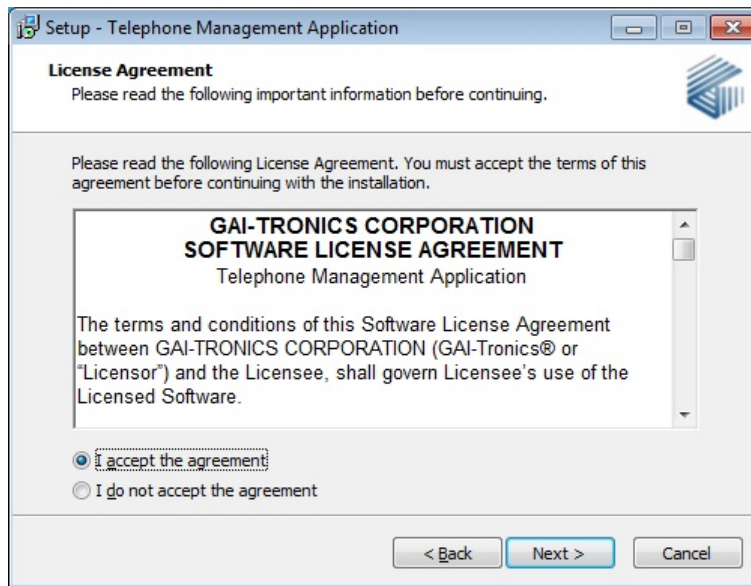 Setup - Telephone Management Application
License Agreement
Please read the following important information before continuing.
Please read the following License Agreement. You must accept the terms of this
agreement before continuing with the installation.
GAI-TRONICS CORPORATION
SOFTWARE LICENSE AGREEMENT
Telephone Management Application
The terms and conditions of this Software License Agreement
between GAI-TRONICS CORPORATION (GAI-Tronics® or
“Licensor”) and the Licensee, shall govern Licensee’s use of the
Licensed Software.
I accept the agreement
I do not accept the agreement
< Back Next > Cancel